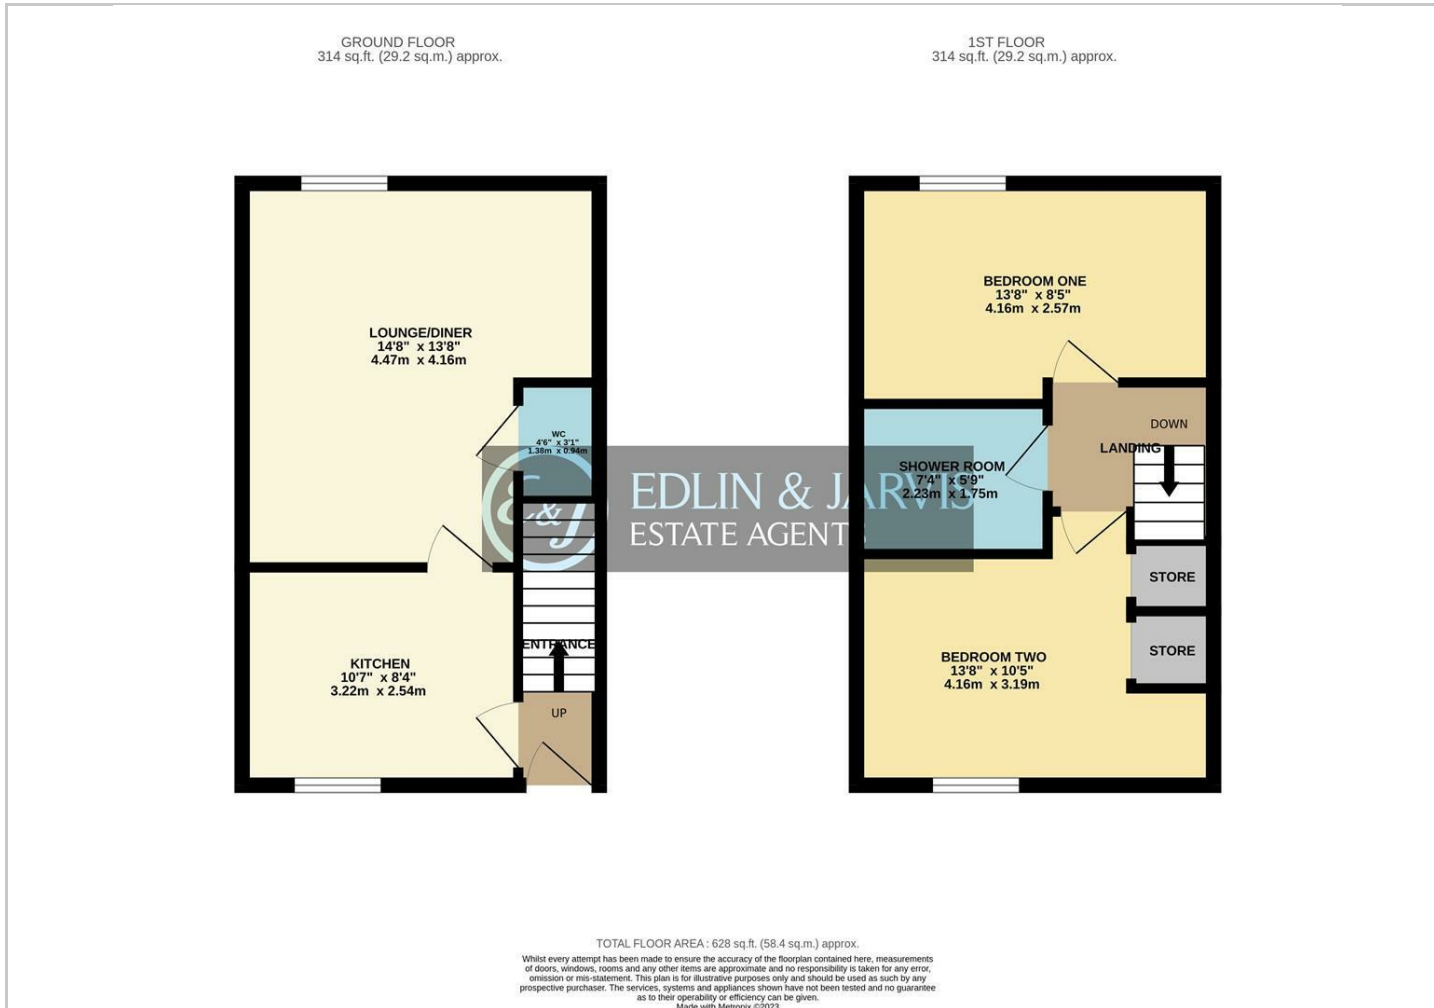 GROUND FLOOR
314 sq.ft. (29.2 sq.m.) approx.
1ST FLOOR
314 sq.ft. (29.2 sq.m.) approx.
LOUNGE/DINER
14'8" x 13'8"
4.47m x 4.16m
WC
4'6" x 3'1"
1.38m x 0.94m
KITCHEN
10'7" x 8'4"
3.22m x 2.54m
ENTRANCE
UP
BEDROOM ONE
13'8" x 8'5"
4.16m x 2.57m
DOWN
LANDING
SHOWER ROOM
7'4" x 5'9"
2.23m x 1.75m
STORE
STORE
BEDROOM TWO
13'8" x 10'5"
4.16m x 3.19m
E&J
EDLIN & JARVIS
ESTATE AGENTS
TOTAL FLOOR AREA : 628 sq.ft. (58.4 sq.m.) approx.
Whilst every attempt has been made to ensure the accuracy of the floorplan contained here, measurements
of doors, windows, rooms and any other items are approximate and no responsibility is taken for any error,
omission or mis-statement. This plan is for illustrative purposes only and should be used as such by any
prospective purchaser. The services, systems and appliances shown have not been tested and no guarantee
as to their operability or efficiency can be given.
Made with Metropix ©2023